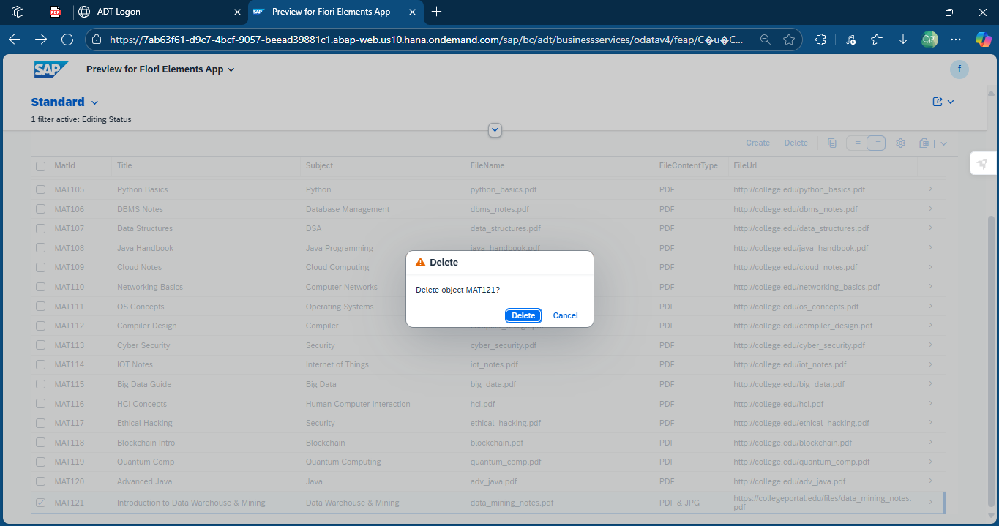 ADT Logon
Preview for Fiori Elements App
https://7ab63f61-d9c7-4bcf-9057-beead39881c1.abap-web.us10.hana.ondemand.com/sap/bc/adt/businessservices/odatav4/feap/C�u�C...
SAP Preview for Fiori Elements App f
Standard
1 filter active: Editing Status
Create Delete
MatId Title Subject FileName FileContentType FileUrl
MAT105 Python Basics Python python_basics.pdf PDF http://college.edu/python_basics.pdf
MAT106 DBMS Notes Database Management dbms_notes.pdf PDF http://college.edu/dbms_notes.pdf
MAT107 Data Structures DSA data_structures.pdf PDF http://college.edu/data_structures.pdf
MAT108 Java Handbook Java Programming java_handbook.pdf PDF http://college.edu/java_handbook.pdf
MAT109 Cloud Notes Cloud Computing PDF http://college.edu/cloud_notes.pdf
MAT110 Networking Basics Computer Networks PDF http://college.edu/networking_basics.pdf
MAT111 OS Concepts Operating Systems PDF http://college.edu/os_concepts.pdf
MAT112 Compiler Design Compiler compiler_design.pdf PDF http://college.edu/compiler_design.pdf
MAT113 Cyber Security Security cyber_security.pdf PDF http://college.edu/cyber_security.pdf
MAT114 IOT Notes Internet of Things iot_notes.pdf PDF http://college.edu/iot_notes.pdf
MAT115 Big Data Guide Big Data big_data.pdf PDF http://college.edu/big_data.pdf
MAT116 HCI Concepts Human Computer Interaction hci.pdf PDF http://college.edu/hci.pdf
MAT117 Ethical Hacking Security ethical_hacking.pdf PDF http://college.edu/ethical_hacking.pdf
MAT118 Blockchain Intro Blockchain blockchain.pdf PDF http://college.edu/blockchain.pdf
MAT119 Quantum Comp Quantum Computing quantum_comp.pdf PDF http://college.edu/quantum_comp.pdf
MAT120 Advanced Java Java adv_java.pdf PDF http://college.edu/adv_java.pdf
MAT121 Introduction to Data Warehouse & Mining Data Warehouse & Mining data_mining_notes.pdf PDF & JPG https://collegeportal.edu/files/data_mining_notes.
pdf
Delete
Delete object MAT121?
Delete Cancel